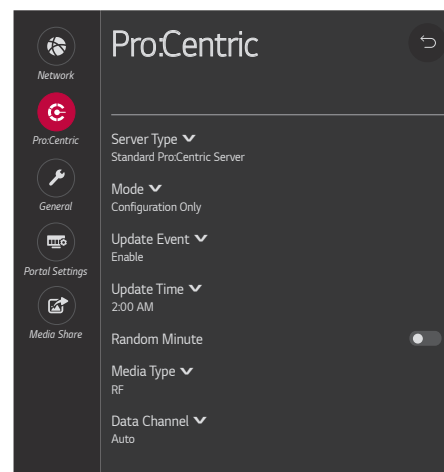 Pro:Centric
Network
Pro:Centric
General
Portal Settings
Media Share
Server Type
Standard Pro:Centric Server
Mode
Configuration Only
Update Event
Enable
Update Time
2:00 AM
Random Minute
Media Type
RF
Data Channel
Auto